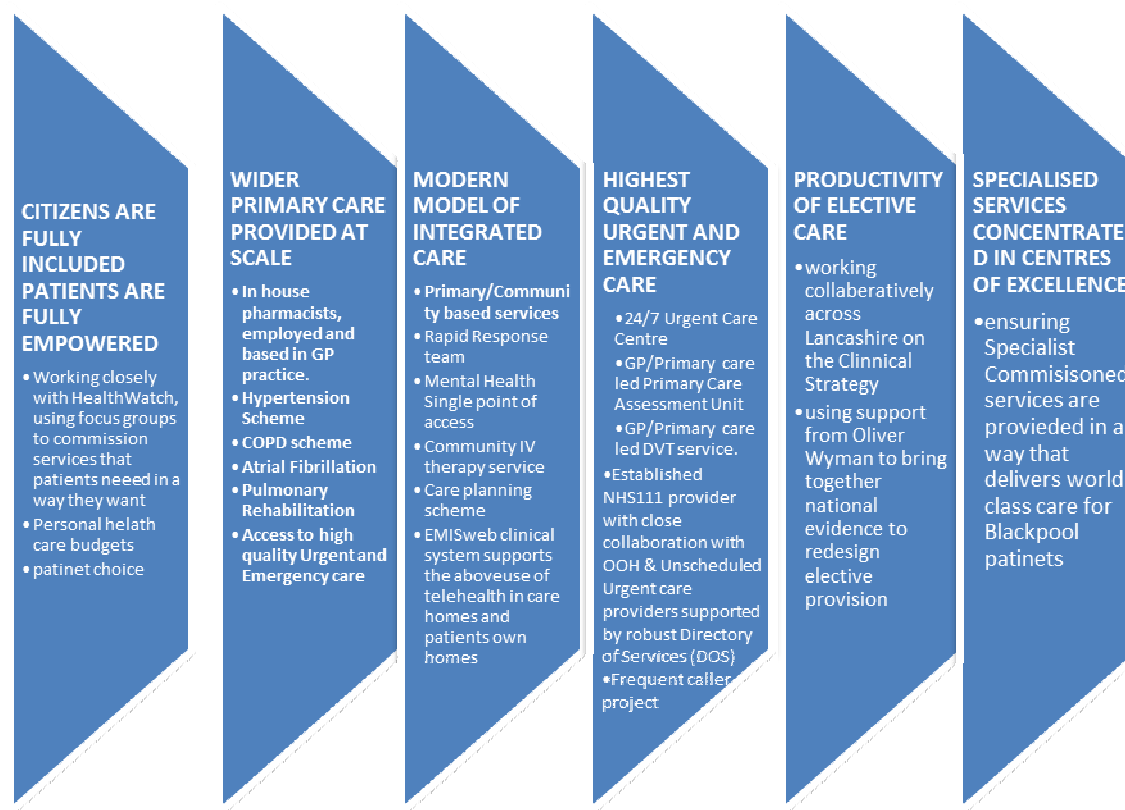 CITIZENS ARE
FULLY
INCLUDED
PATIENTS ARE
FULLY
EMPOWERED
•Working closely
with HealthWatch,
using focus groups
to commission
services that
patients neeed in a
way they want
•Personal helath
care budgets
•patinet choice
WIDER
PRIMARY CARE
PROVIDED AT
SCALE
•In house
pharmacists,
employed and
based in GP
practice.
•Hypertension
Scheme
•COPD scheme
•Atrial Fibrillation
•Pulmonary
Rehabilitation
•Access to high
quality Urgent and
Emergency care
MODERN
MODEL OF
INTEGRATED
CARE
•Primary/Communi
ty based services
•Rapid Response
team
•Mental Health
Single point of
access
•Community IV
therapy service
•Care planning
scheme
•EMISweb clinical
system supports
the aboveuse of
telehealth in care
homes and
patients own
homes
HIGHEST
QUALITY
URGENT AND
EMERGENCY
CARE
•24/7 Urgent Care
Centre
•GP/Primary care
led Primary Care
Assessment Unit
•GP/Primary care
led DVT service.
•Established
NHS111 provider
with close
collaboration with
OOH & Unscheduled
Urgent care
providers supported
by robust Directory
of Services (DOS)
•Frequent caller
project
PRODUCTIVITY
OF ELECTIVE
CARE
•working
collaberatively
across
Lancashire on
the Clinnical
Strategy
•using support
from Oliver
Wyman to bring
together
national
evidence to
redesign
elective
provision
SPECIALISED
SERVICES
CONCENTRATE
D IN CENTRES
OF EXCELLENCE
•ensuring
Specialist
Commisisoned
services are
provieded in a
way that
delivers world
class care for
Blackpool
patinets